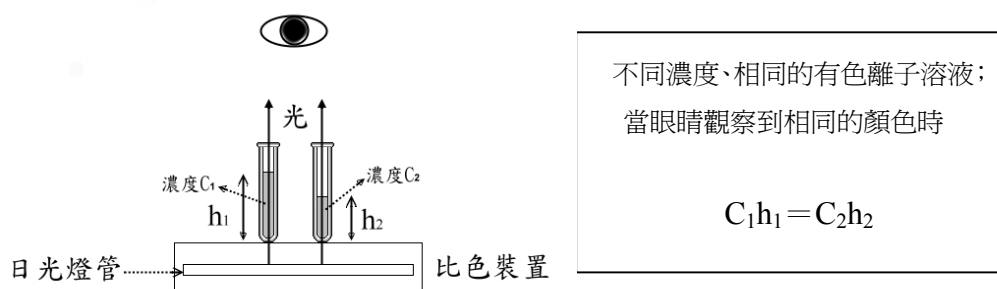 光
濃度C₁
濃度C₂
h₁
h₂
日光燈管
比色裝置
不同濃度、相同的有色離子溶液；
當眼睛觀察到相同的顏色時
C₁h₁＝C₂h₂